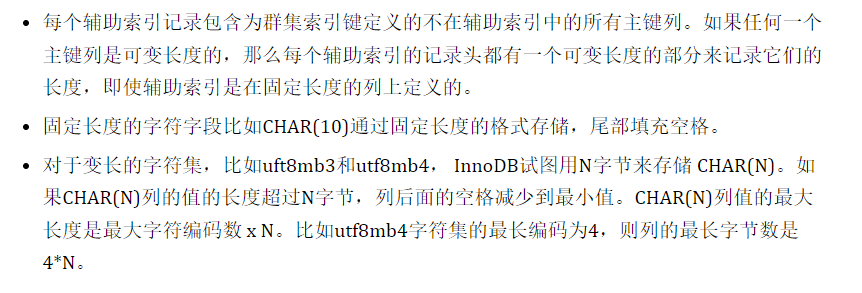 • 每个辅助索引记录包含为群集索引键定义的不在辅助索引中的所有主键列。如果任何一个
主键列是可变长度的，那么每个辅助索引的记录头都有一个可变长度的部分来记录它们的
长度，即使辅助索引是在固定长度的列上定义的。
• 固定长度的字符字段比如CHAR(10)通过固定长度的格式存储，尾部填充空格。
• 对于变长的字符集，比如uft8mb3和utf8mb4， InnoDB试图用N字节来存储 CHAR(N)。如
果CHAR(N)列的值的长度超过N字节，列后面的空格减少到最小值。CHAR(N)列值的最大
长度是最大字符编码数 x N。比如utf8mb4字符集的最长编码为4，则列的最长字节数是
4*N。